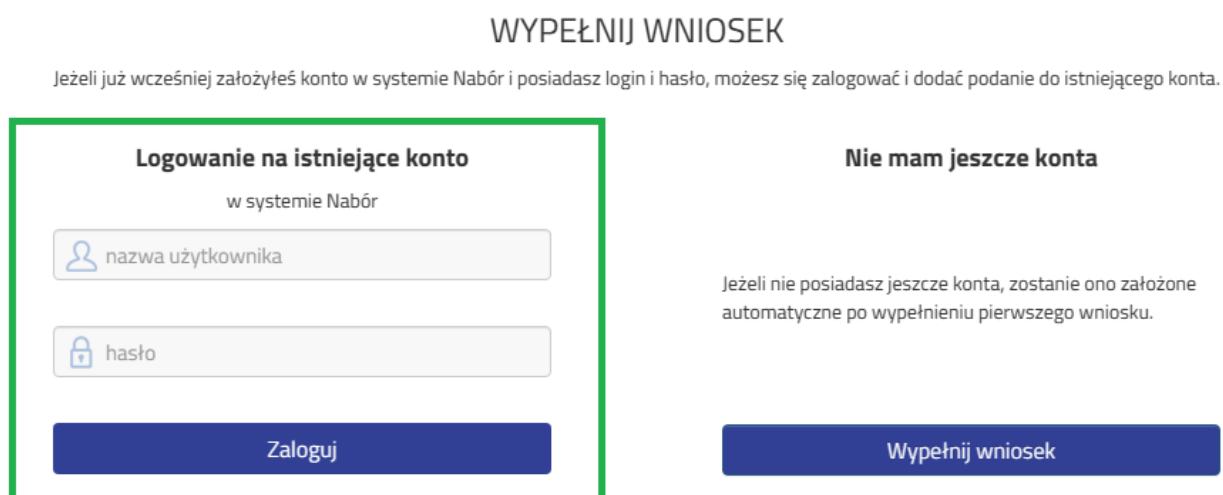 WYPEŁNIJ WNIOSEK
Jeżeli już wcześniej założyłeś konto w systemie Nabór i posiadasz login i hasło, możesz się zalogować i dodać podanie do istniejącego konta.
Logowanie na istniejące konto
w systemie Nabór
nazwa użytkownika
hasło
Zaloguj
Nie mam jeszcze konta
Jeżeli nie posiadasz jeszcze konta, zostanie ono założone
automatyczne po wypełnieniu pierwszego wniosku.
Wypełnij wniosek